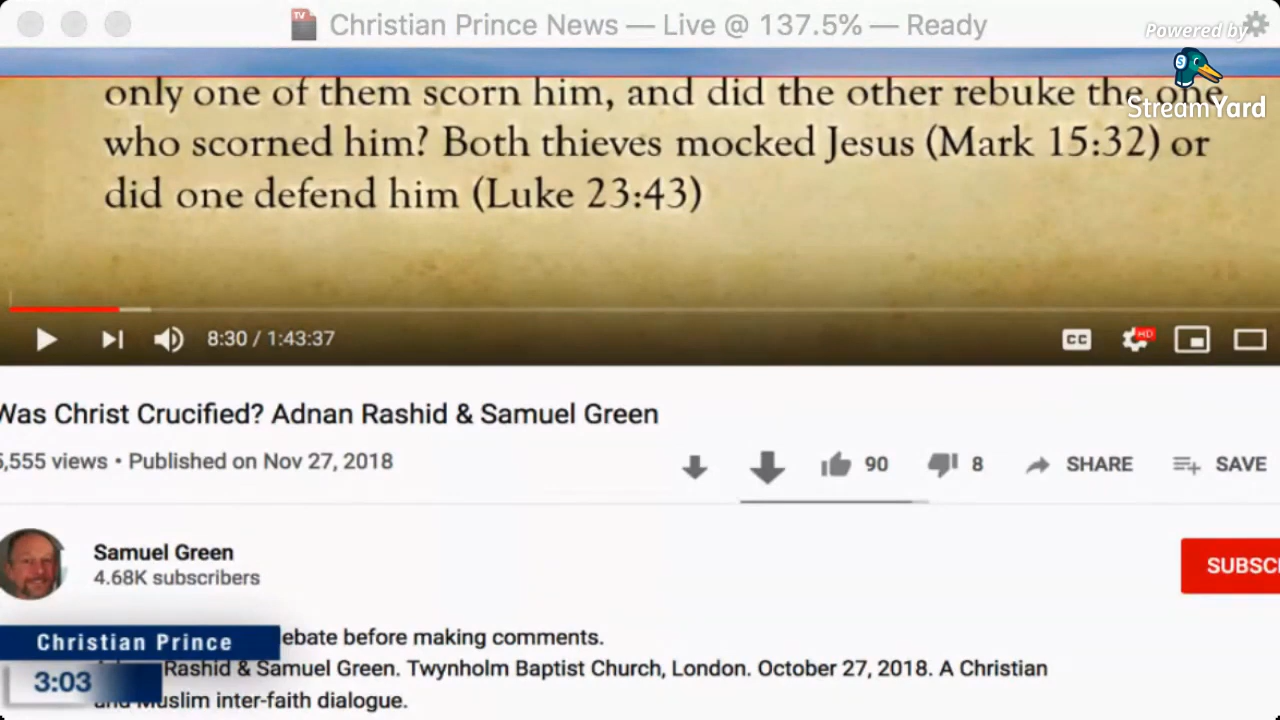 Christian Prince News — Live @ 137.5% — Ready
Powered by
StreamYard
only one of them scorn him, and did the other rebuke the one
who scorned him? Both thieves mocked Jesus (Mark 15:32) or
did one defend him (Luke 23:43)
8:30 / 1:43:37
CC
HD
Was Christ Crucified? Adnan Rashid & Samuel Green
5,555 views • Published on Nov 27, 2018
90
8
SHARE
SAVE
Samuel Green
4.68K subscribers
SUBSC
ebate before making comments.
Christian Prince
Rashid & Samuel Green. Twynholm Baptist Church, London. October 27, 2018. A Christian
3:03
and Muslim inter-faith dialogue.